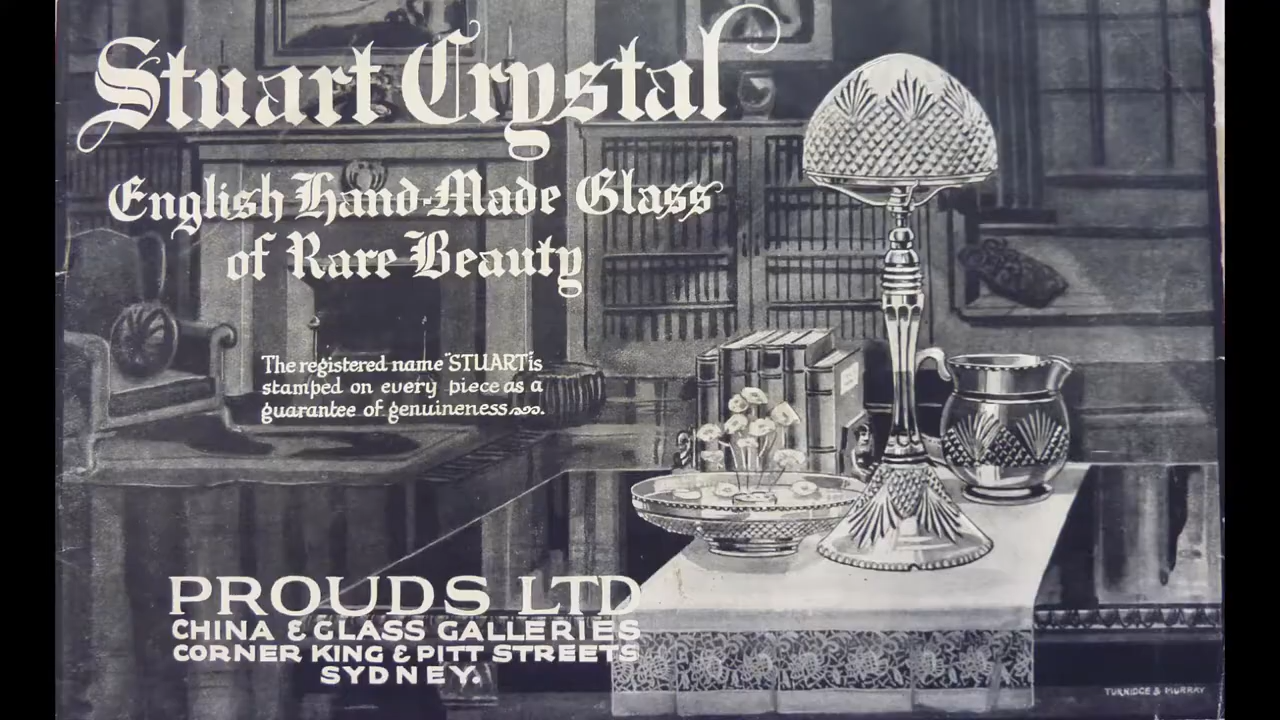 Stuart Crystal
English Hand-Made Glass
of Rare Beauty
The registered name "STUART" is
stamped on every piece as a
guarantee of genuineness.
PROUDS LTD
CHINA & GLASS GALLERIES
CORNER KING & PITT STREETS
SYDNEY.
TURNIDGE & MURRAY